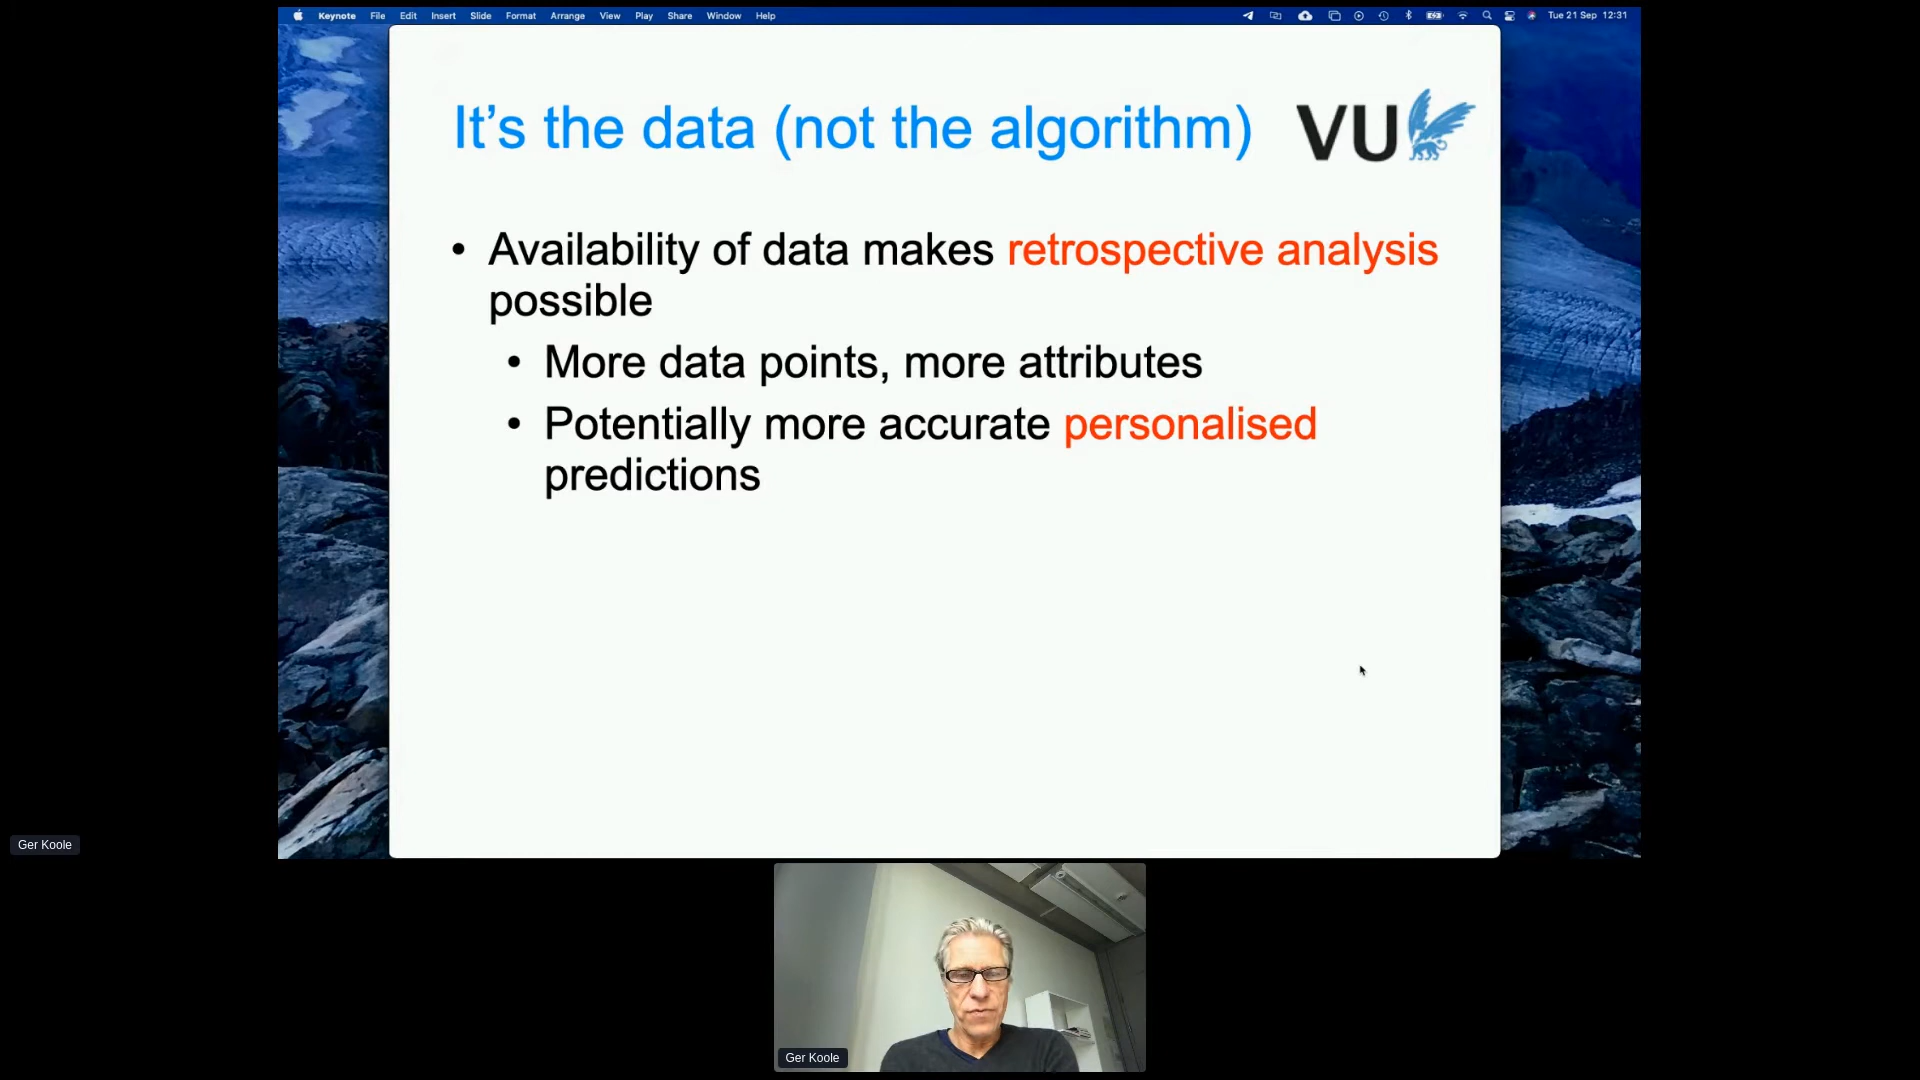 Keynote File Edit Insert Slide Format Arrange View Play Share Window Help Tue 21 Sep 12:31
It's the data (not the algorithm)
VU
• Availability of data makes retrospective analysis
possible
• More data points, more attributes
• Potentially more accurate personalised
predictions
Ger Koole
Ger Koole